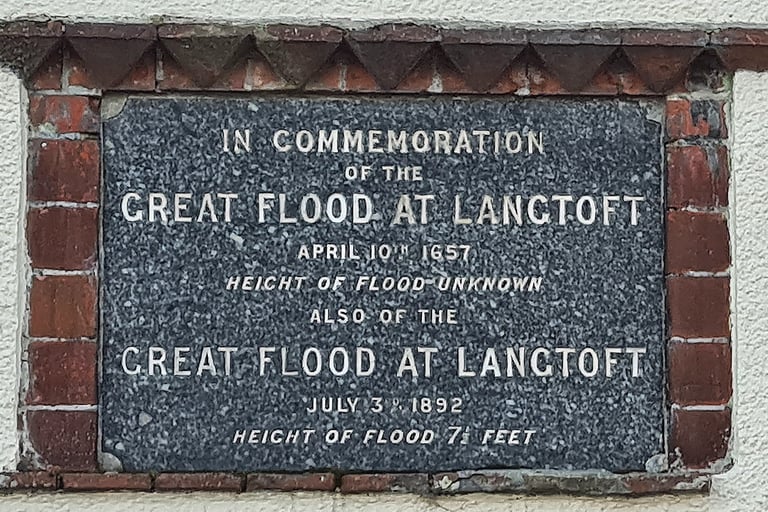 IN COMMEMORATION
OF THE
GREAT FLOOD AT LANGTOFT
APRIL 10TH 1657
HEIGHT OF FLOOD UNKNOWN
ALSO OF THE
GREAT FLOOD AT LANGTOFT
JULY 3D. 1892
HEIGHT OF FLOOD 7½ FEET